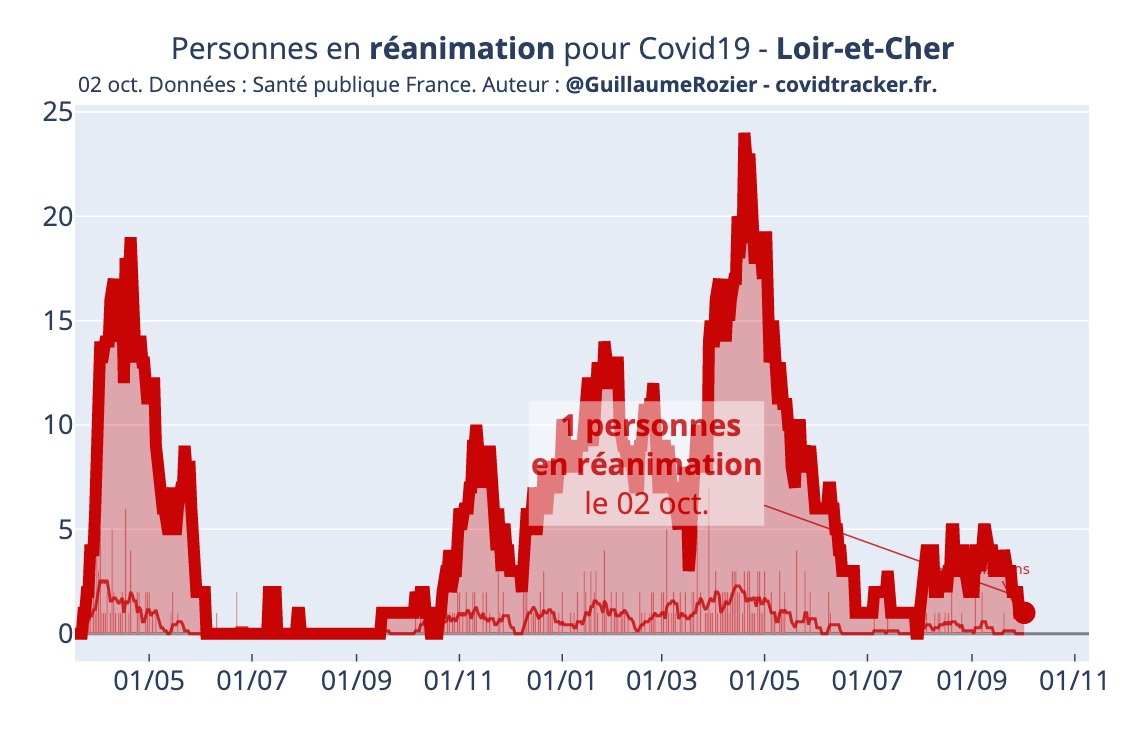 Personnes en réanimation pour Covid19 - Loir-et-Cher
02 oct. Données : Santé publique France. Auteur : @GuillaumeRozier - covidtracker.fr.
25
20
15
10
5
0
1 personnes
en réanimation
le 02 oct.
01/05 01/07 01/09 01/11 01/01 01/03 01/05 01/07 01/09 01/11